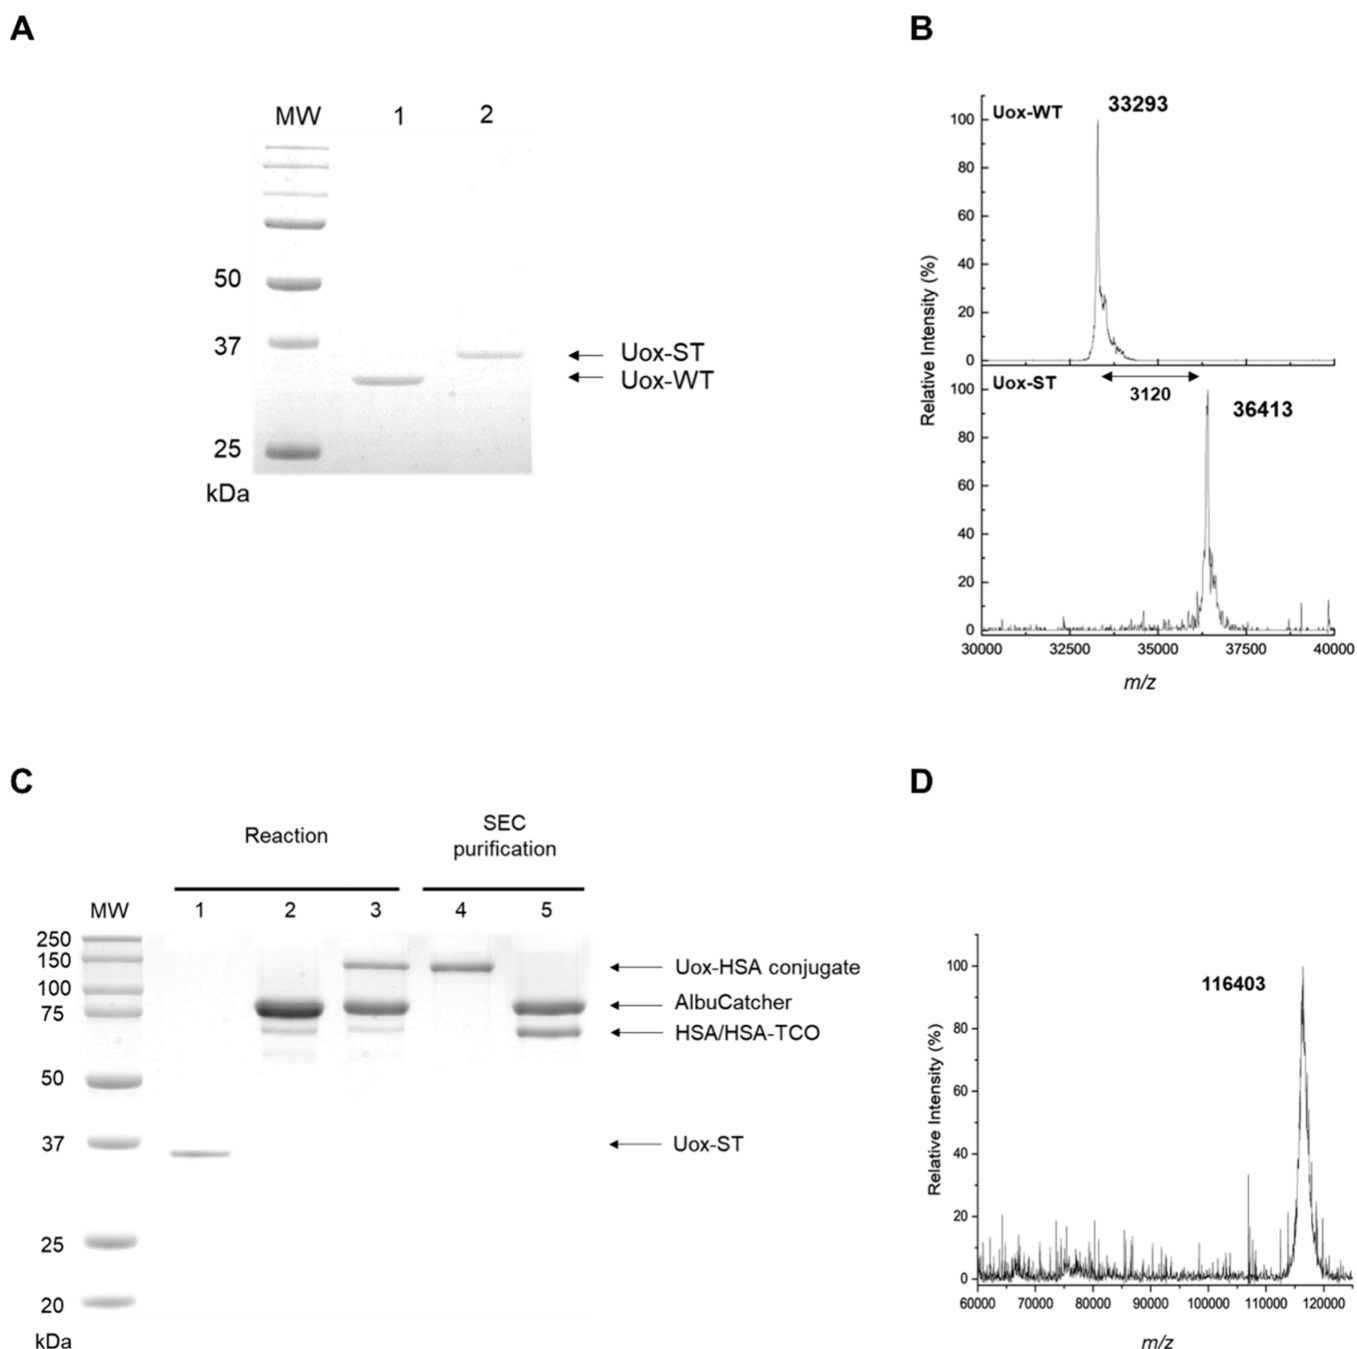 A
MW 1 2
50
37
25
kDa
Uox-ST
Uox-WT
B
Uox-WT
33293
100
80
60
40
20
0
Relative Intensity (%)
3120
Uox-ST
36413
100
80
60
40
20
0
30000 32500 35000 37500 40000
m/z
C
Reaction
SEC
purification
MW 1 2 3 4 5
250
150
100
75
50
37
25
20
kDa
Uox-HSA conjugate
AlbuCatcher
HSA/HSA-TCO
Uox-ST
D
116403
100
80
60
40
20
0
Relative Intensity (%)
60000 70000 80000 90000 100000 110000 120000
m/z